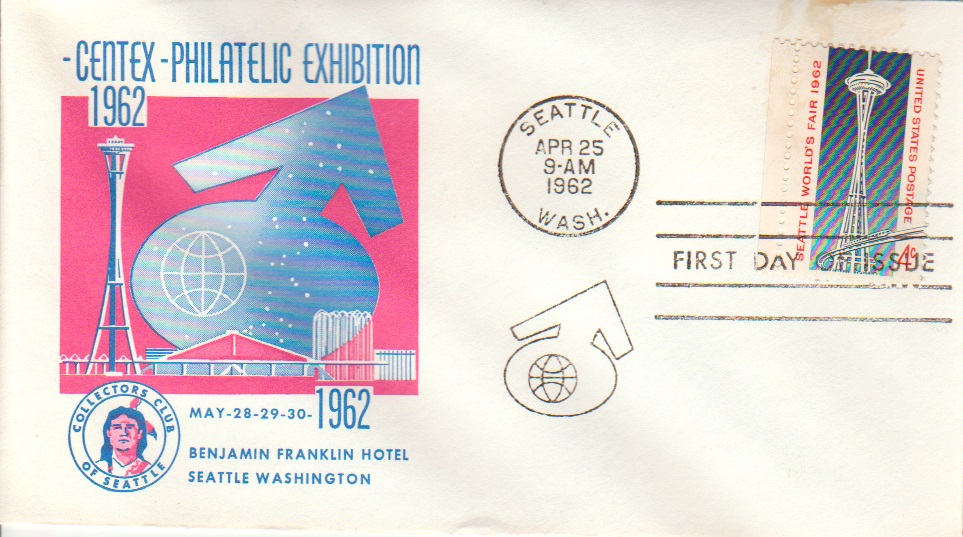 -CENTEX-PHILATELIC EXHIBITION
1962
COLLECTORS CLUB
OF SEATTLE
MAY-28-29-30-1962
BENJAMIN FRANKLIN HOTEL
SEATTLE WASHINGTON
SEATTLE
APR 25
9-AM
1962
WASH.
SEATTLE WORLD'S FAIR 1962
UNITED STATES POSTAGE
4¢
FIRST DAY OF ISSUE